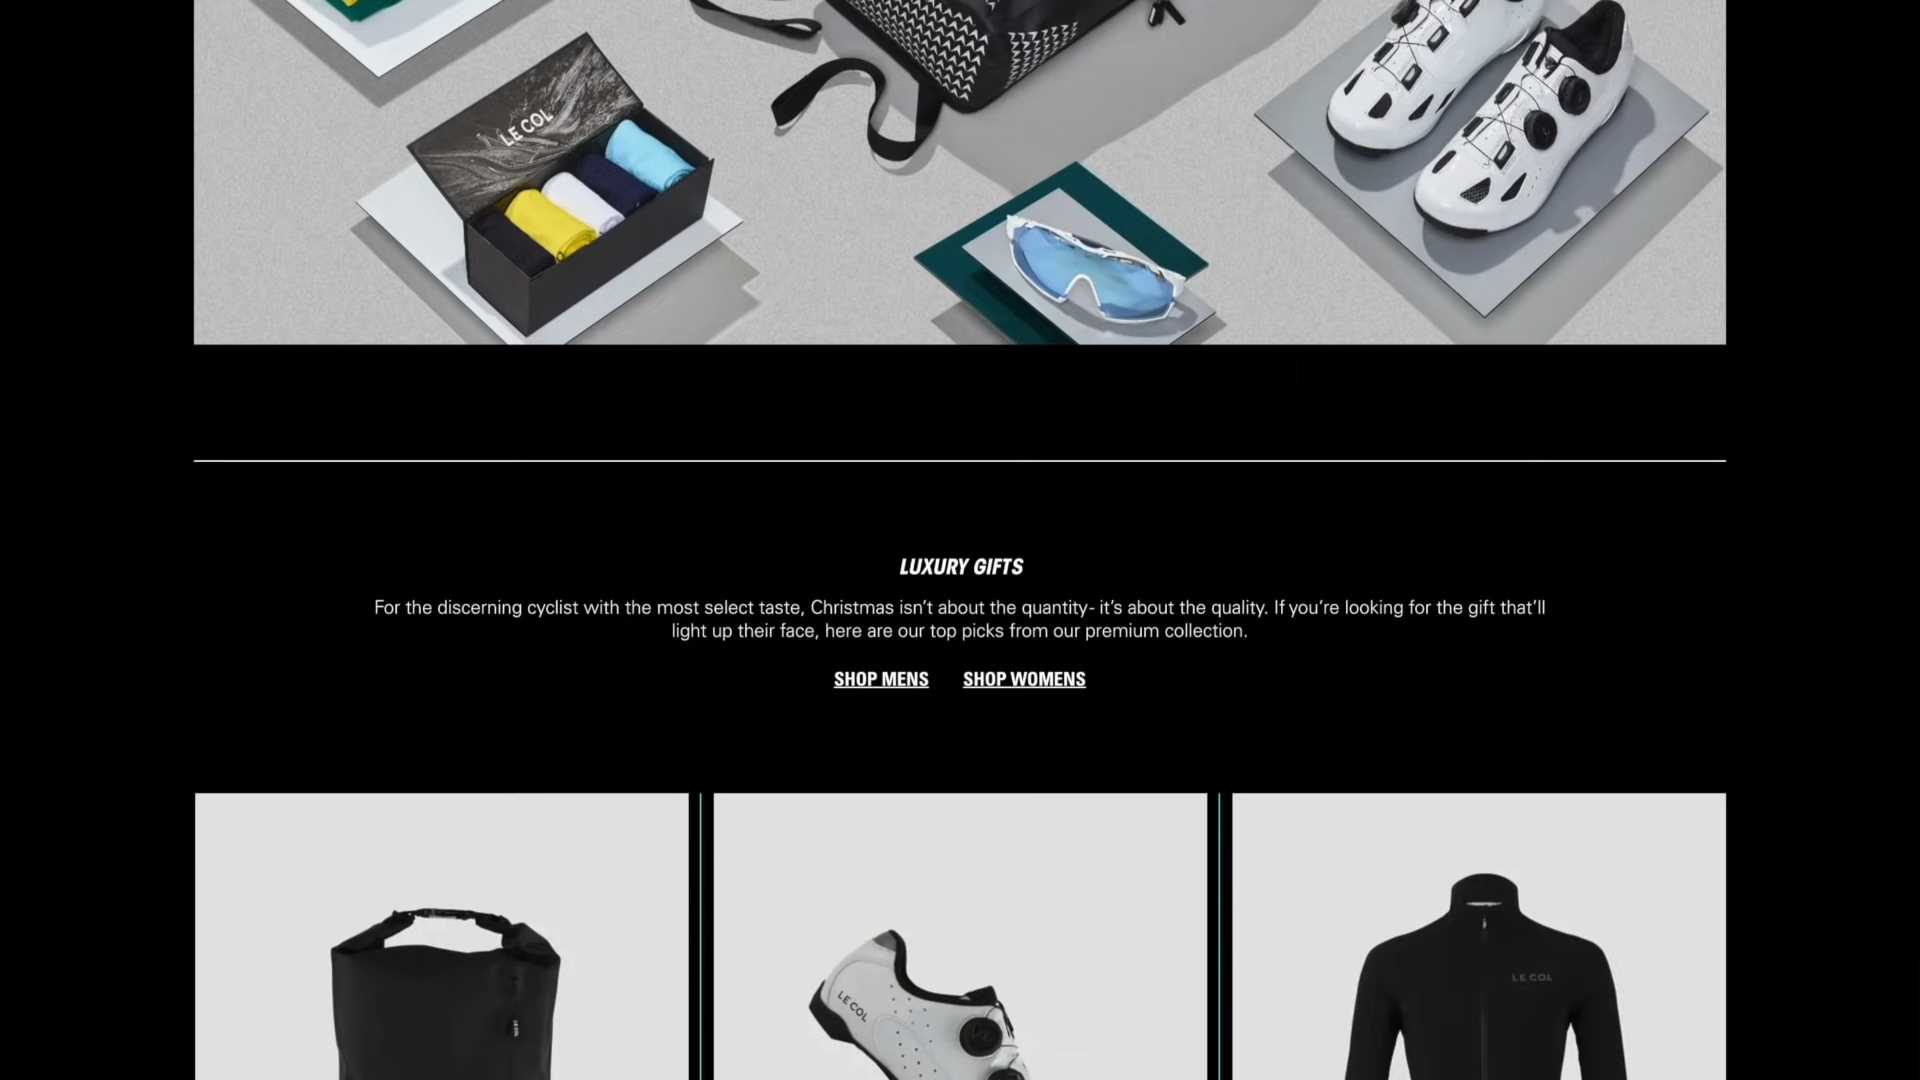 LE COL
LUXURY GIFTS
For the discerning cyclist with the most select taste, Christmas isn't about the quantity- it's about the quality. If you're looking for the gift that'll
light up their face, here are our top picks from our premium collection.
SHOP MENS SHOP WOMENS
LE COL
LE COL